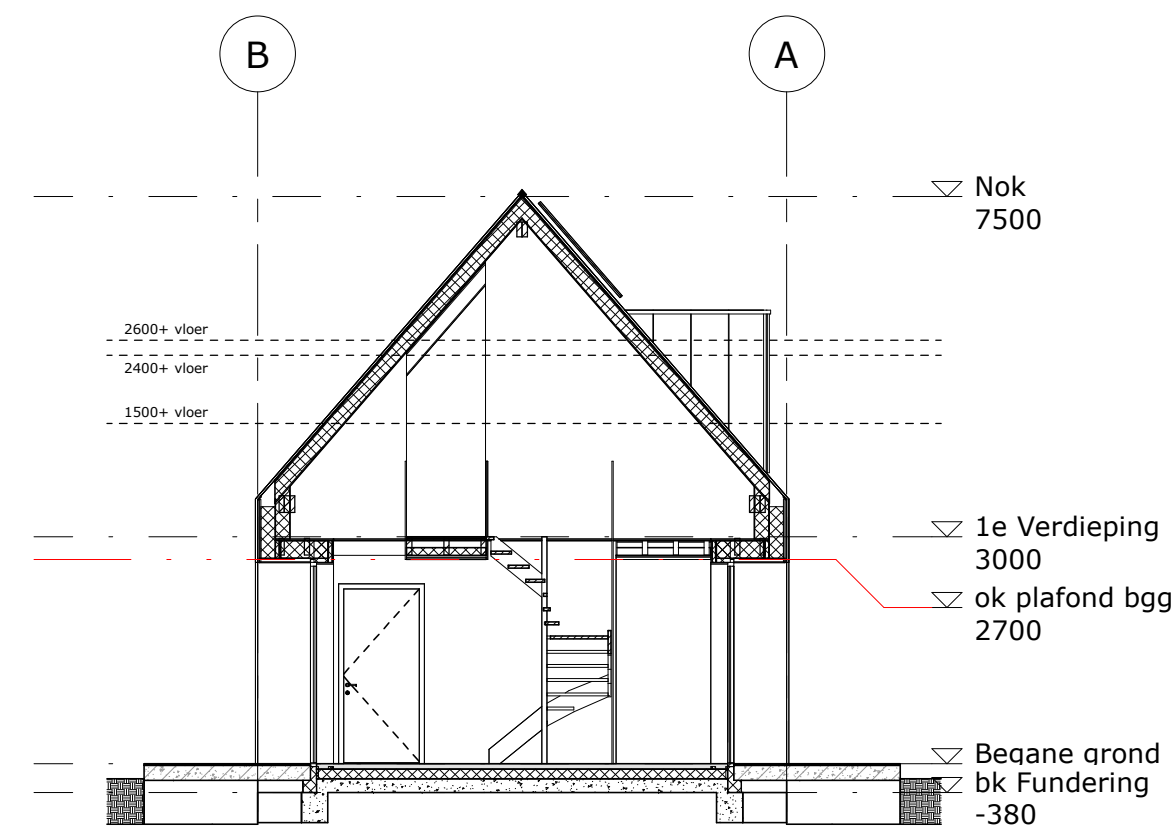 B
A
Nok
7500
2600+ vloer
2400+ vloer
1500+ vloer
1e Verdieping
3000
ok plafond bgg
2700
Begane grond
bk Fundering
-380